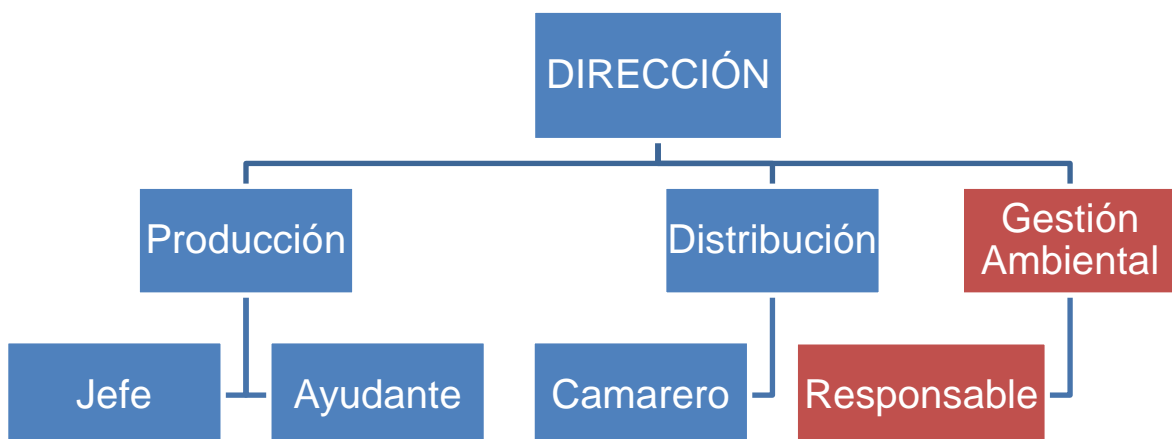 DIRECCIÓN
Producción
Distribución
Gestión
Ambiental
Jefe
Ayudante
Camarero
Responsable